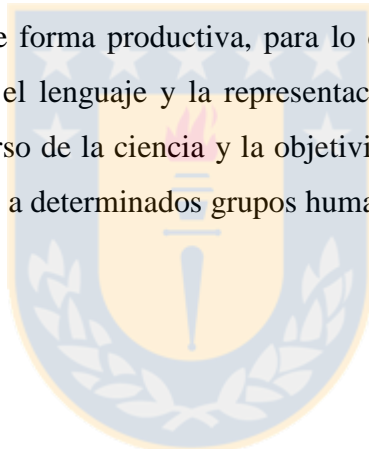 e forma productiva, para lo
el lenguaje y la representac
rso de la ciencia y la objetivi
a determinados grupos huma